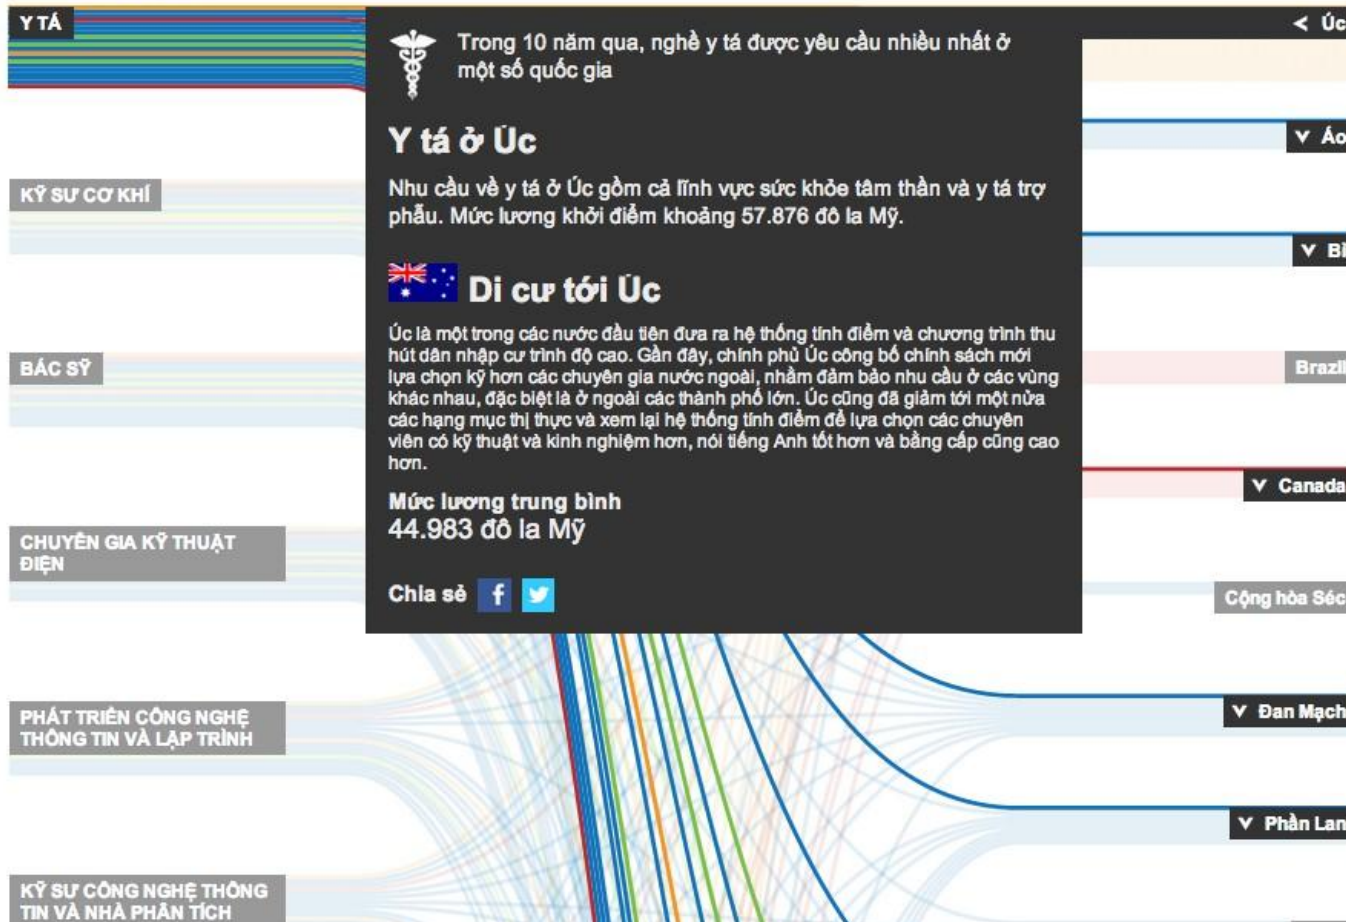 Y TÁ
Trong 10 năm qua, nghề y tá được yêu cầu nhiều nhất ở
một số quốc gia
Y tá ở Úc
Nhu cầu về y tá ở Úc gồm cả lĩnh vực sức khỏe tâm thần và y tá trợ
phẫu. Mức lương khởi điểm khoảng 57.876 đô la Mỹ.
Di cư tới Úc
Úc là một trong các nước đầu tiên đưa ra hệ thống tính điểm và chương trình thu
hút dân nhập cư trình độ cao. Gần đây, chính phủ Úc công bố chính sách mới
lựa chọn kỹ hơn các chuyên gia nước ngoài, nhằm đảm bảo nhu cầu ở các vùng
khác nhau, đặc biệt là ở ngoài các thành phố lớn. Úc cũng đã giảm tới một nửa
các hạng mục thị thực và xem lại hệ thống tính điểm để lựa chọn các chuyên
viên có kỹ thuật và kinh nghiệm hơn, nói tiếng Anh tốt hơn và bằng cấp cũng cao
hơn.
Mức lương trung bình
44.983 đô la Mỹ
Chia sẻ
KỸ SƯ CƠ KHÍ
BÁC SỸ
CHUYÊN GIA KỸ THUẬT
ĐIỆN
PHÁT TRIỂN CÔNG NGHỆ
THÔNG TIN VÀ LẬP TRÌNH
KỸ SƯ CÔNG NGHỆ THÔNG
TIN VÀ NHÀ PHÂN TÍCH
Úc
Áo
Bỉ
Brazil
Canada
Cộng hòa Séc
Đan Mạch
Phần Lan